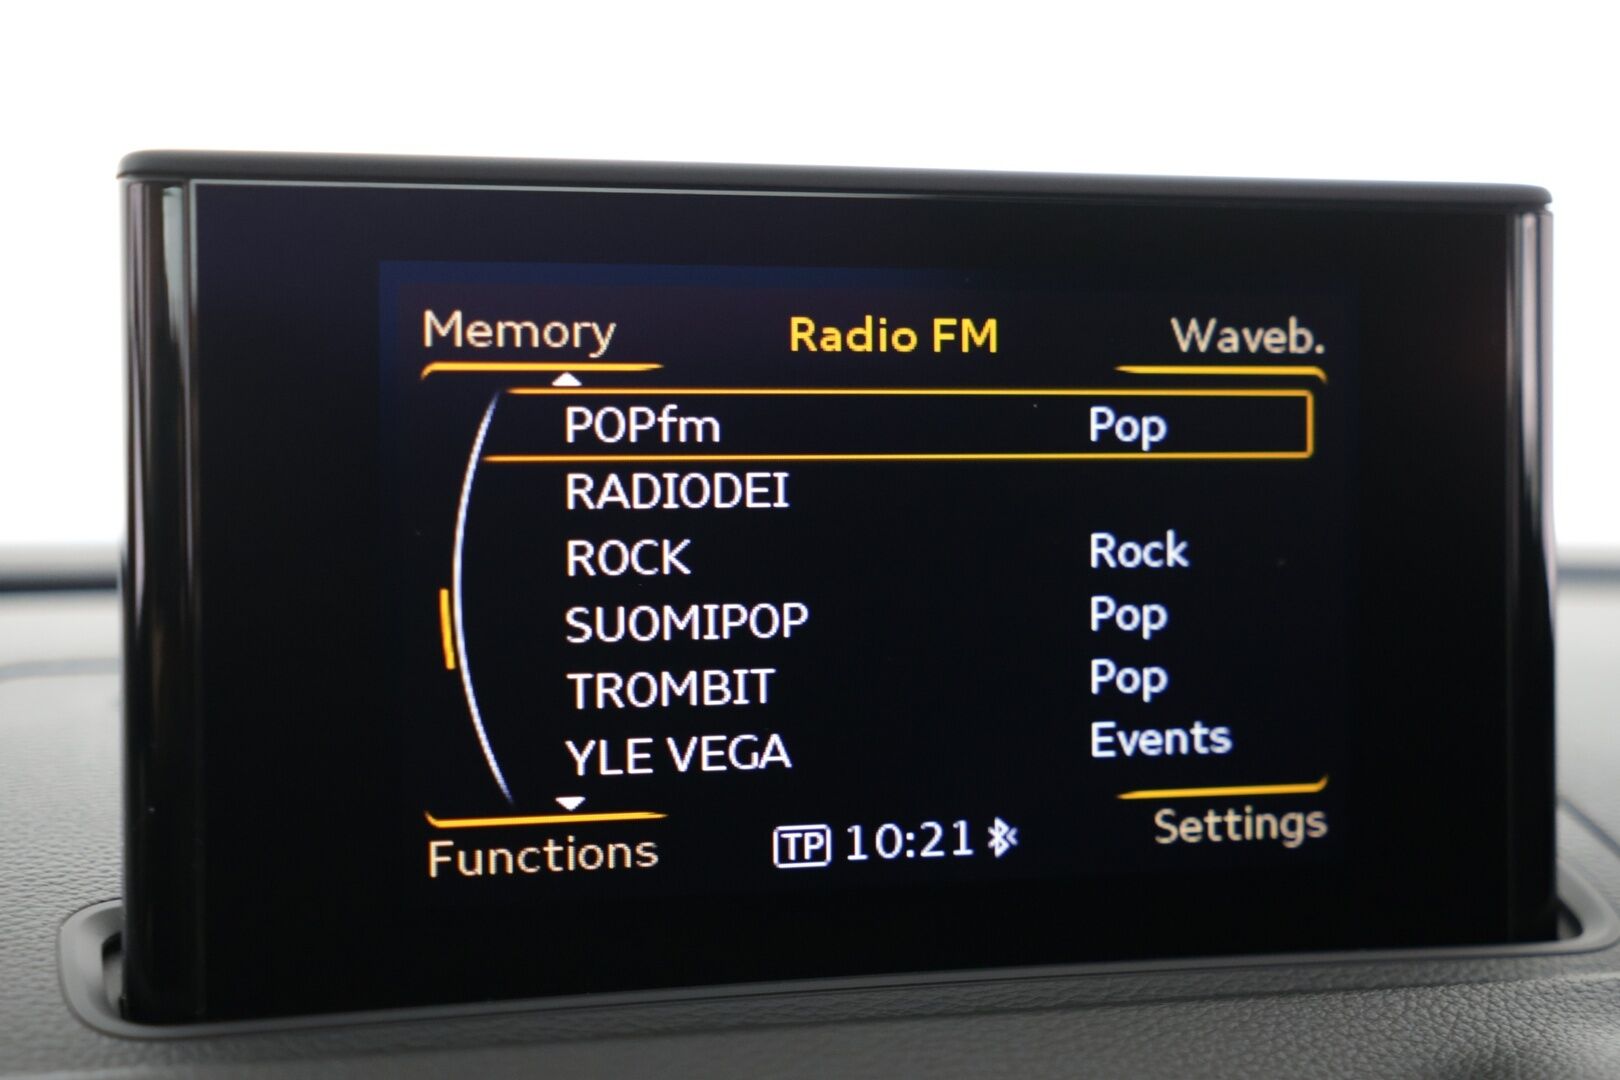 Memory Radio FM Waveb.
POPfm Pop
RADIODEI
ROCK Rock
SUOMIPOP Pop
TROMBIT Pop
YLE VEGA Events
Functions TP 10:21 Settings